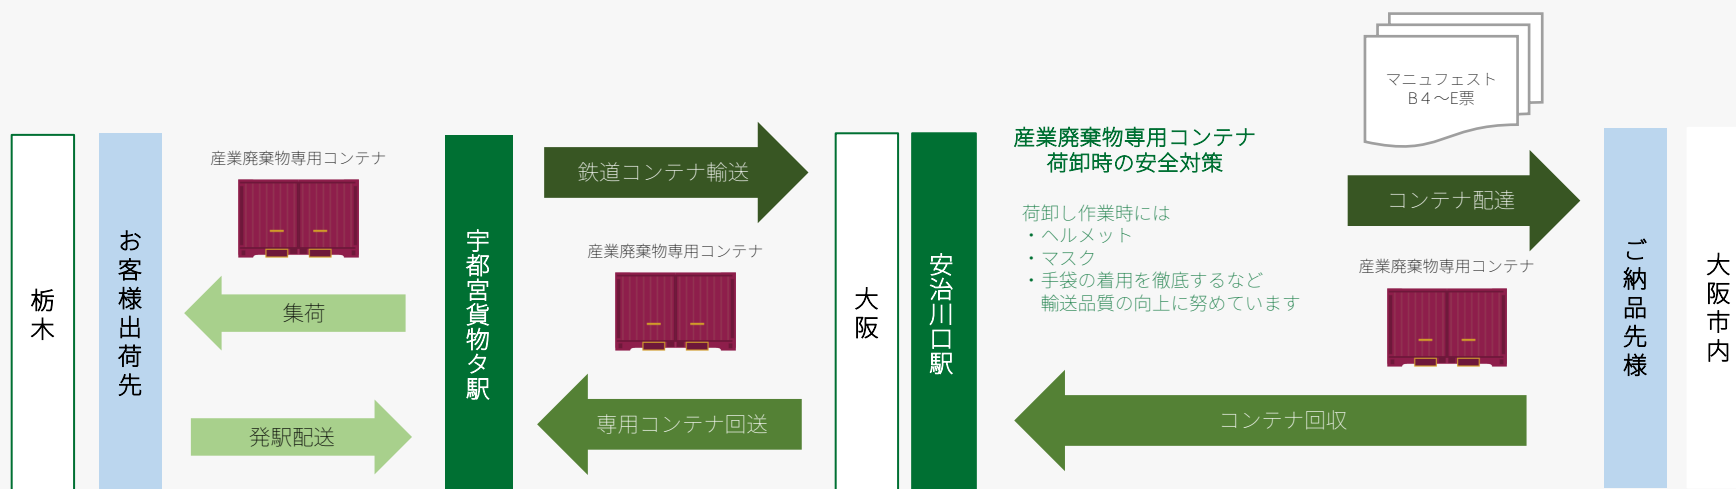 栃木
お客様出荷先
産業廃棄物専用コンテナ
集荷
発駅配送
宇都宮貨物タ駅
鉄道コンテナ輸送
産業廃棄物専用コンテナ
専用コンテナ回送
大阪
安治川口駅
産業廃棄物専用コンテナ
荷卸時の安全対策
荷卸し作業時には
・ヘルメット
・マスク
・手袋の着用を徹底するなど
輸送品質の向上に努めています
マニュフェスト
B４～E票
コンテナ配達
産業廃棄物専用コンテナ
コンテナ回収
ご納品先様
大阪市内